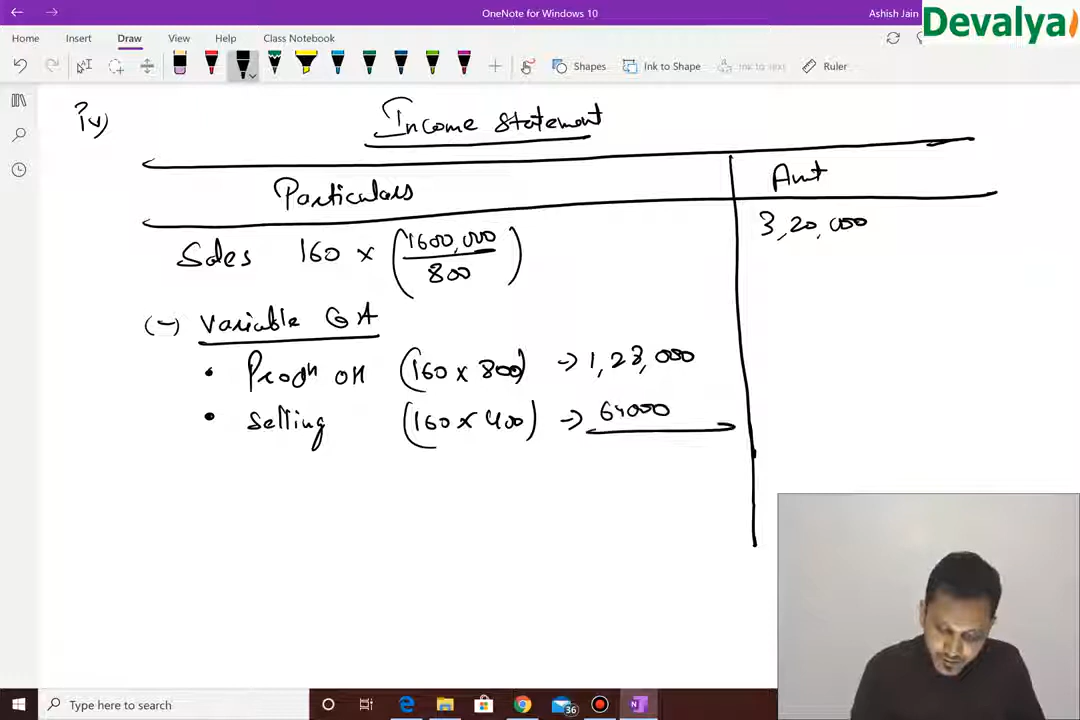 OneNote for Windows 10
Ashish Jain
Devalya
Home Insert Draw View Help Class Notebook
Shapes Ink to Shape Ink to Text Ruler
iv) Income Statement
Particulars Amt
Sales 160 × (1600,000 / 800) 3,20,000
(-) Variable
• Prodn OH (160 × 800) → 1,28,000
• Selling (160 × 400) → 64000
Type here to search
36